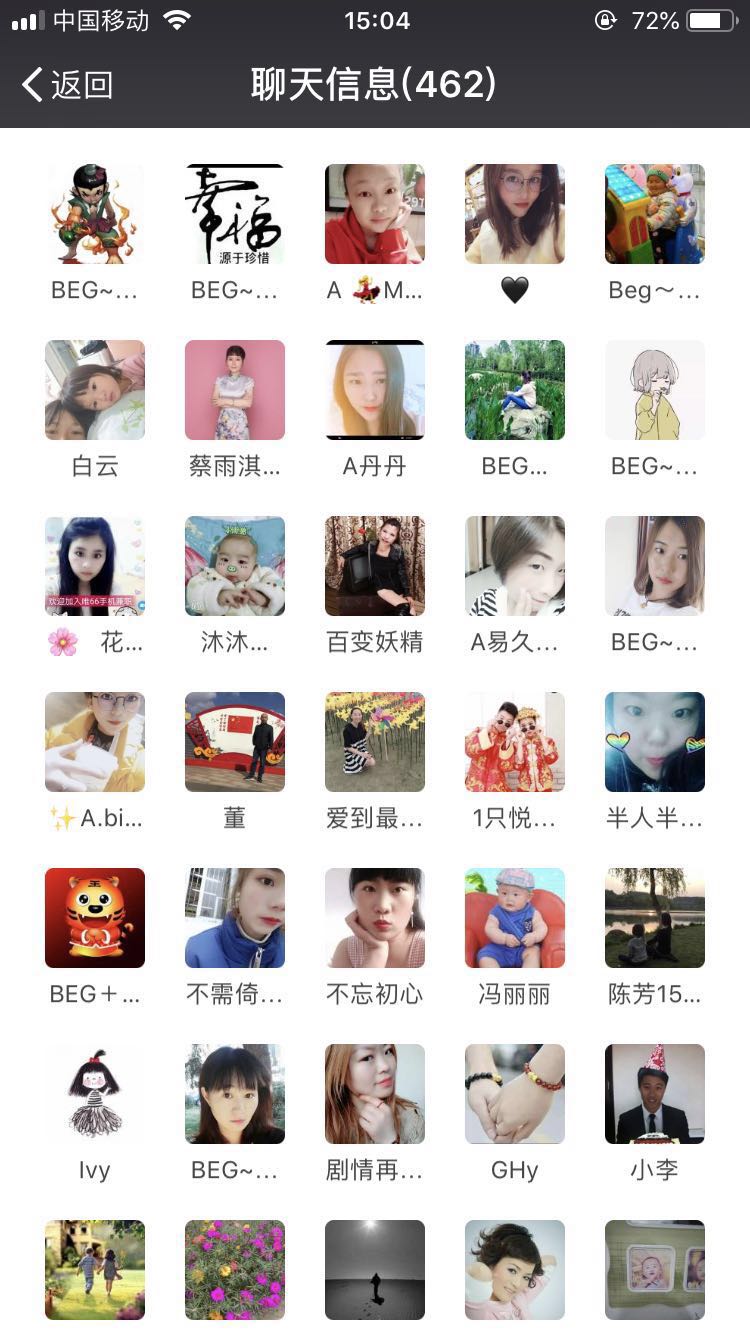 中国移动 15:04 72%
返回 聊天信息(462)
幸福
源于珍惜
BEG~... BEG~... A 💃M... 🖤 Beg～...
白云 蔡雨淇... A丹丹 BEG... BEG~...
欢迎加入唯66手机兼职
🌸 花... 沐沐... 百变妖精 A易久... BEG~...
✨A.bi... 董 爱到最... 1只悦... 半人半...
王
BEG＋... 不需倚... 不忘初心 冯丽丽 陈芳15...
Ivy BEG~... 剧情再... GHy 小李